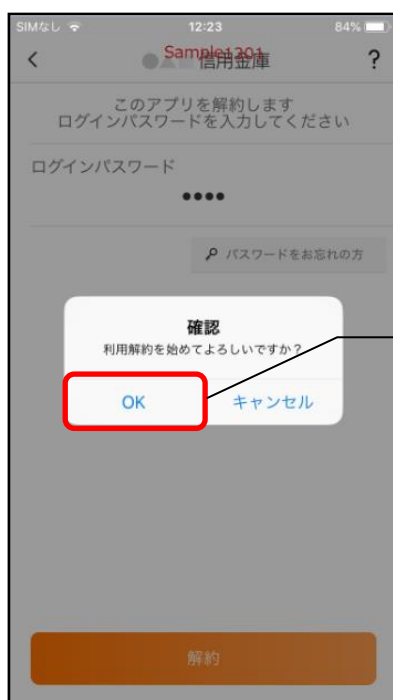 SIMなし 12:23 84%
Sample1201
信用金庫 ?
このアプリを解約します
ログインパスワードを入力してください
ログインパスワード
••••
パスワードをお忘れの方
確認
利用解約を始めてよろしいですか？
OK キャンセル
解約